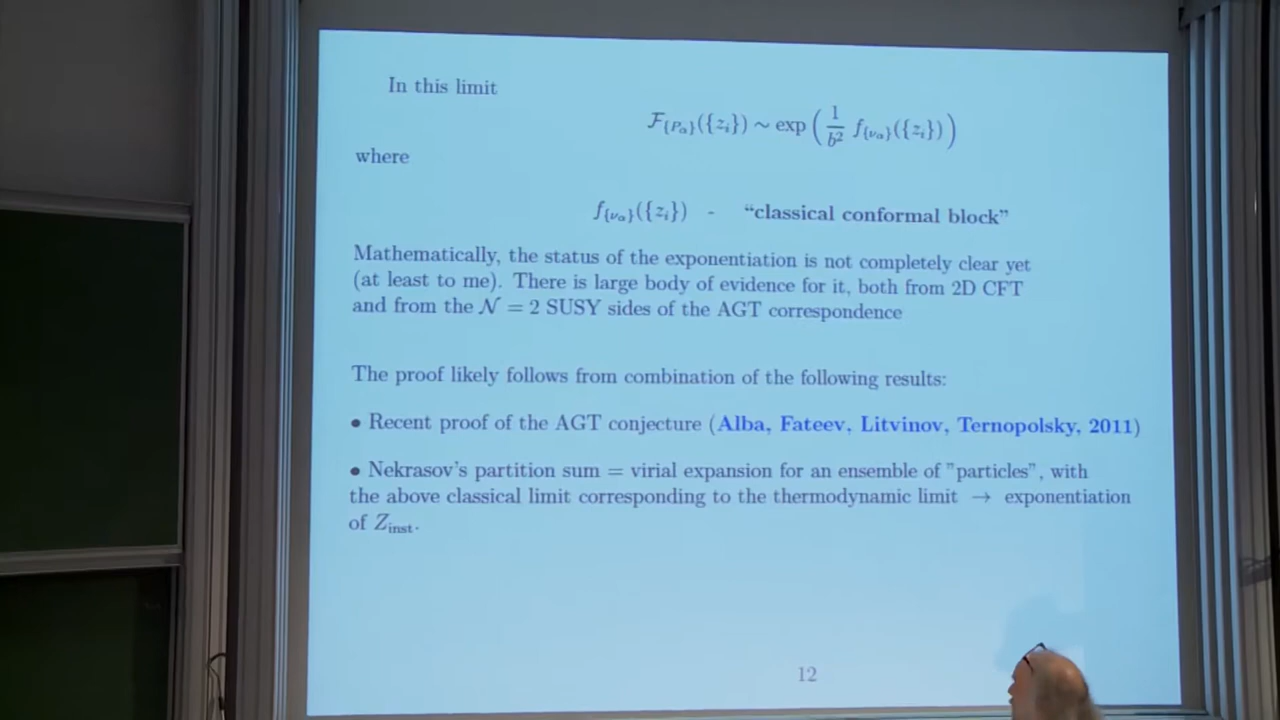 In this limit
𝓕_{P_α}({z_i}) ∼ exp ( 1/b² f_{ν_α}({z_i}) )
where
f_{ν_α}({z_i}) - “classical conformal block”
Mathematically, the status of the exponentiation is not completely clear yet
(at least to me). There is large body of evidence for it, both from 2D CFT
and from the 𝒩 = 2 SUSY sides of the AGT correspondence
The proof likely follows from combination of the following results:
• Recent proof of the AGT conjecture (Alba, Fateev, Litvinov, Ternopolsky, 2011)
• Nekrasov's partition sum = virial expansion for an ensemble of "particles", with
the above classical limit corresponding to the thermodynamic limit → exponentiation
of Z_inst.
12